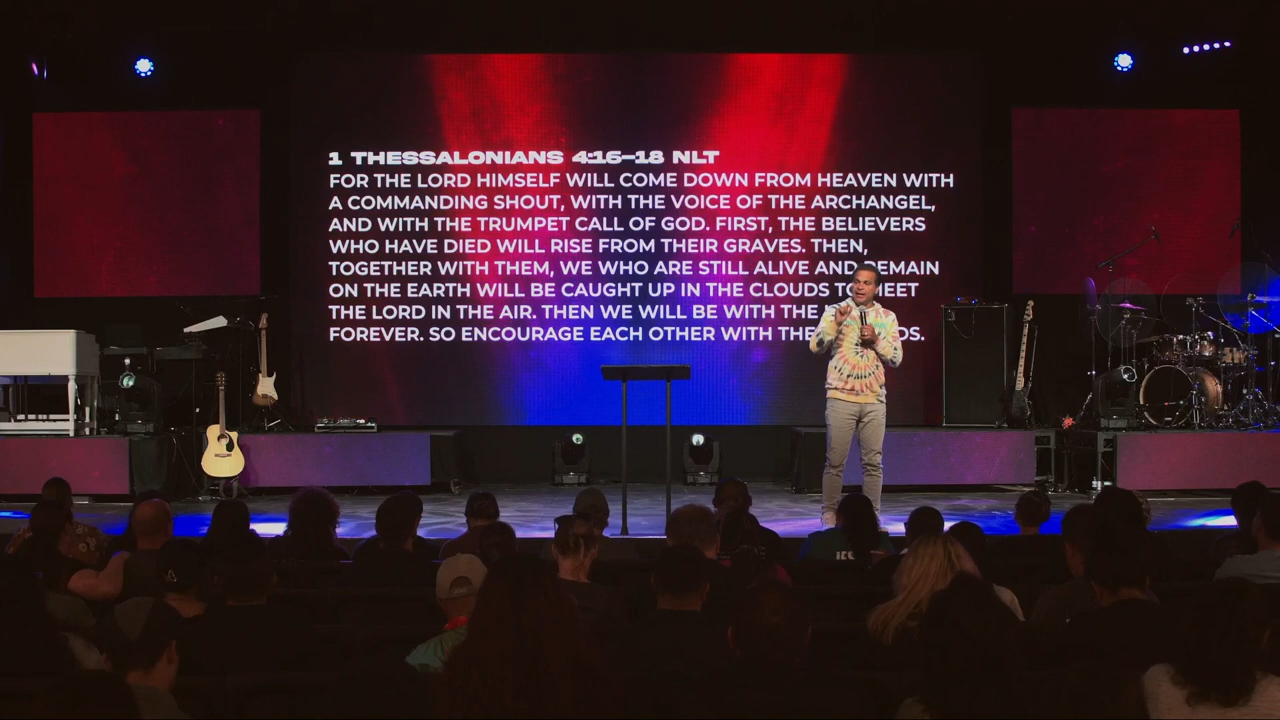 1 THESSALONIANS 4:16–18 NLT
FOR THE LORD HIMSELF WILL COME DOWN FROM HEAVEN WITH
A COMMANDING SHOUT, WITH THE VOICE OF THE ARCHANGEL,
AND WITH THE TRUMPET CALL OF GOD. FIRST, THE BELIEVERS
WHO HAVE DIED WILL RISE FROM THEIR GRAVES. THEN,
TOGETHER WITH THEM, WE WHO ARE STILL ALIVE AND REMAIN
ON THE EARTH WILL BE CAUGHT UP IN THE CLOUDS TO MEET
THE LORD IN THE AIR. THEN WE WILL BE WITH THE
FOREVER. SO ENCOURAGE EACH OTHER WITH